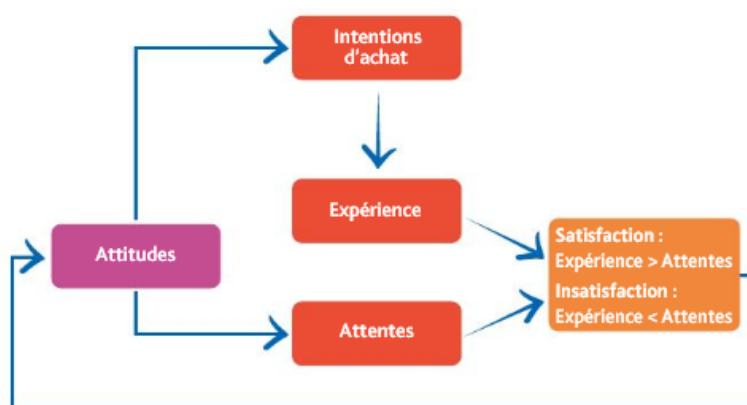 Intentions
d'achat
Expérience
Attitudes
Satisfaction :
Expérience > Attentes
Insatisfaction :
Expérience < Attentes
Attentes